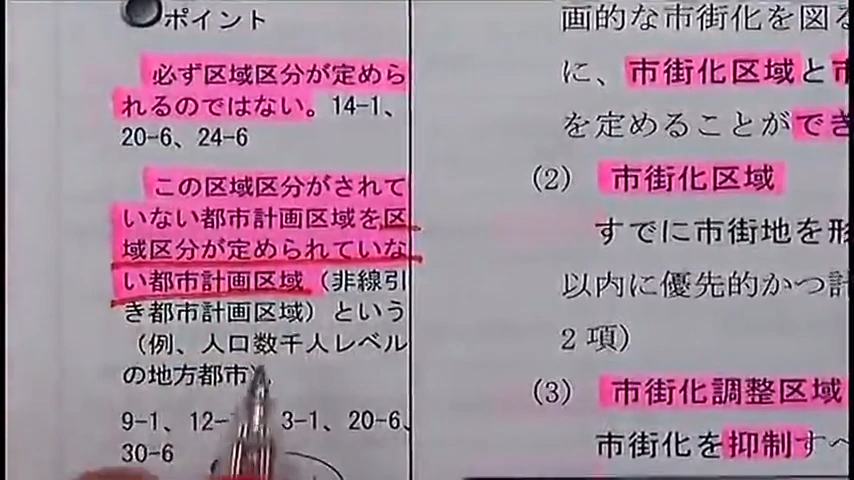 ポイント
必ず区域区分が定めら
れるのではない。14-1、
20-6、24-6
この区域区分がされて
いない都市計画区域を区
域区分が定められていな
い都市計画区域（非線引
き都市計画区域）という
（例、人口数千人レベル
の地方都市）
9-1、12- 3-1、20-6、
30-6
画的な市街化を図る
に、市街化区域と市
を定めることができ
(2) 市街化区域
すでに市街地を形
以内に優先的かつ計
2項）
(3) 市街化調整区域
市街化を抑制すべ